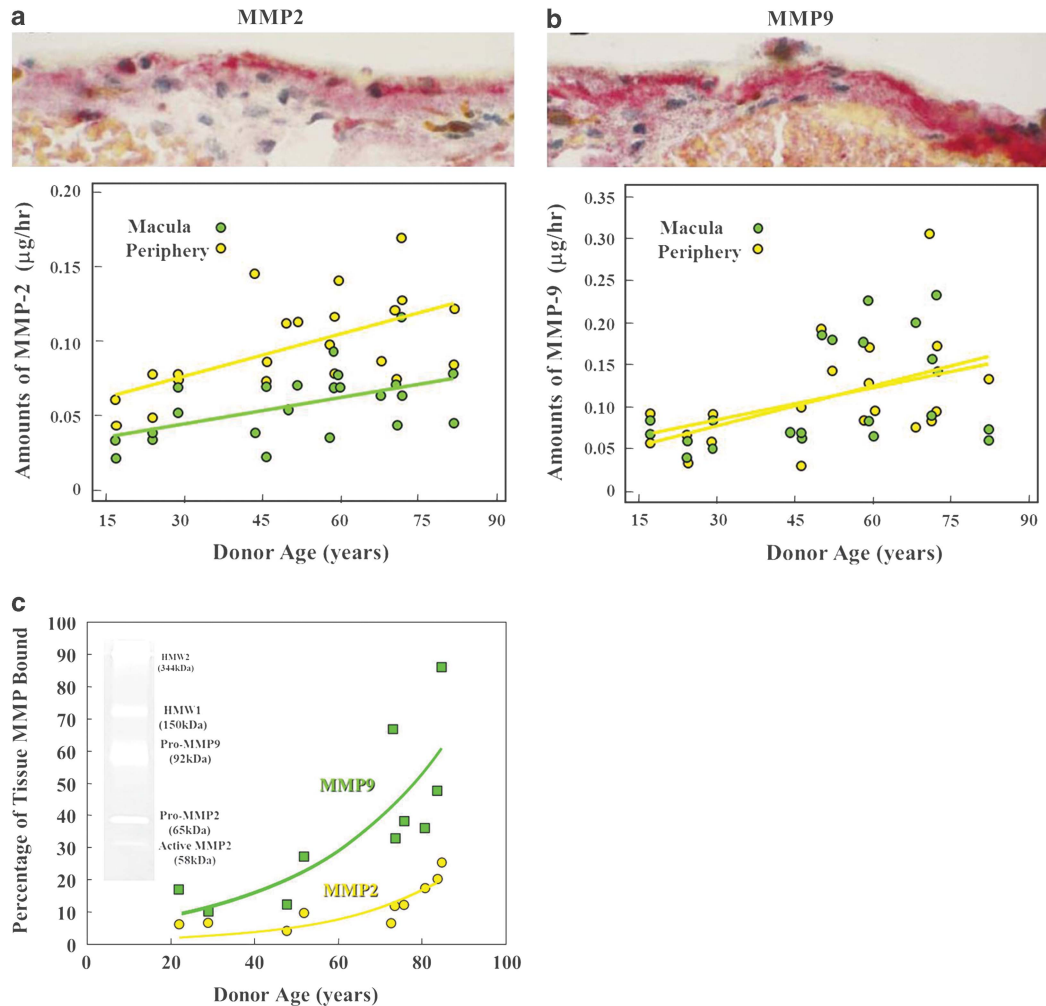 a
MMP2
b
MMP9
Amounts of MMP-2 (μg/hr)
0.20
0.15
0.10
0.05
0
Macula
Periphery
15 30 45 60 75 90
Donor Age (years)
Amounts of MMP-9 (μg/hr)
0.35
0.30
0.25
0.20
0.15
0.10
0.05
0
Macula
Periphery
15 30 45 60 75 90
Donor Age (years)
c
Percentage of Tissue MMP Bound
100
90
80
70
60
50
40
30
20
10
0
HMW2
(344kDa)
HMW1
(150kDa)
Pro-MMP9
(92kDa)
Pro-MMP2
(65kDa)
Active MMP2
(58kDa)
MMP9
MMP2
0 20 40 60 80 100
Donor Age (years)